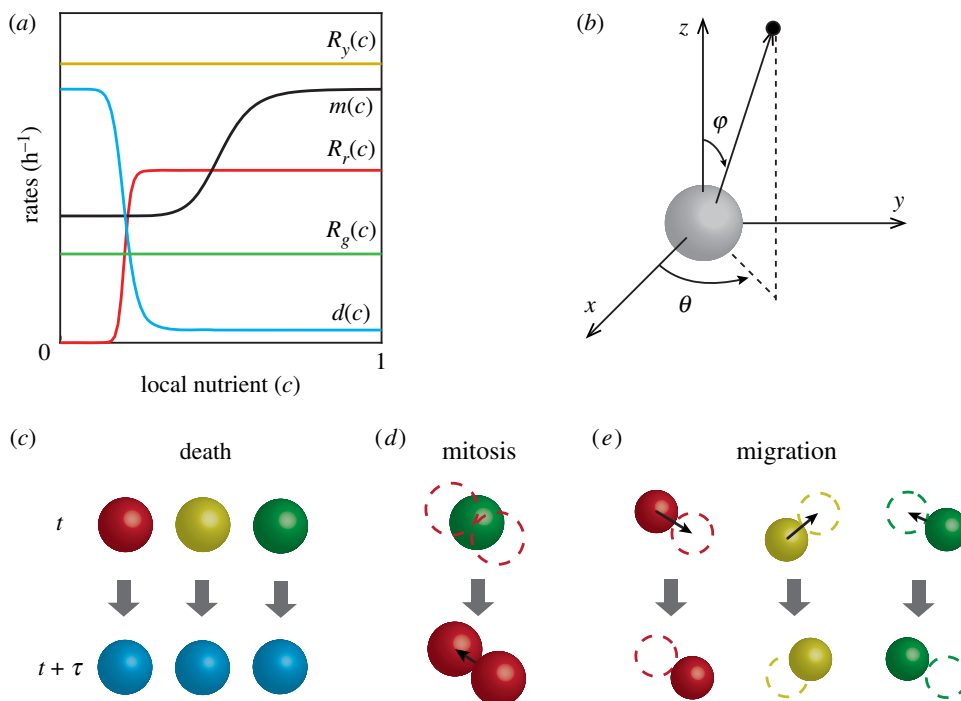 (a)
R_y(c)
m(c)
R_r(c)
R_g(c)
d(c)
rates (h⁻¹)
0
1
local nutrient (c)
(b)
z
φ
y
x
θ
(c)
death
t
t + τ
(d)
mitosis
(e)
migration